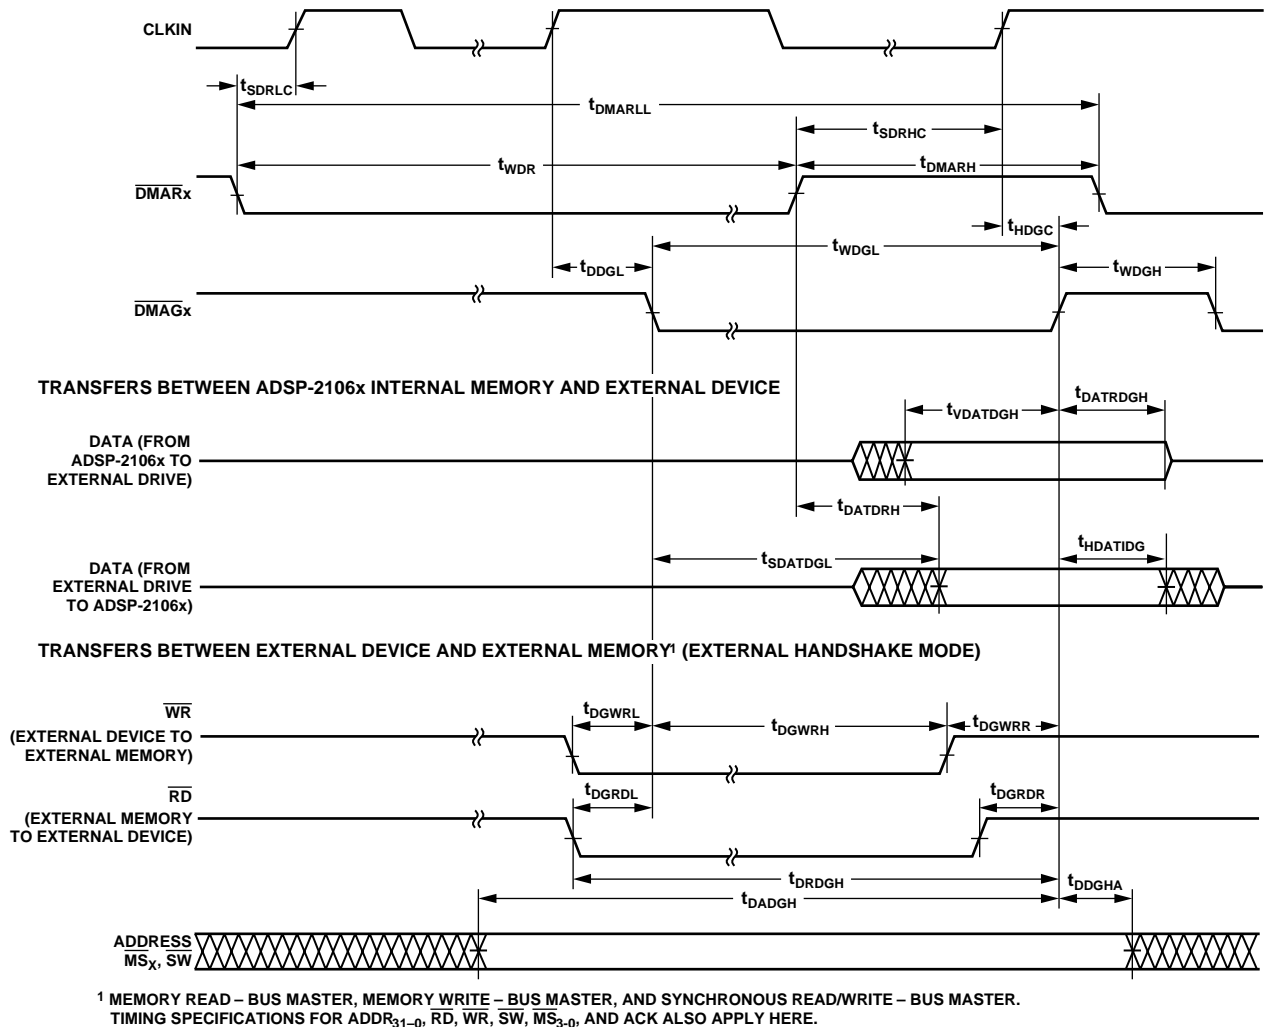 CLKIN
tSDRLC
tDMARLL
tSDRHC
tWDR
tDMARH
DMARx
tHDGC
tWDGL
tDDGL
tWDGH
DMAGx
TRANSFERS BETWEEN ADSP-2106x INTERNAL MEMORY AND EXTERNAL DEVICE
tVDATDGH
tDATRDGH
DATA (FROM
ADSP-2106x TO
EXTERNAL DRIVE)
tDATDRH
tSDATDGL
tHDATIDG
DATA (FROM
EXTERNAL DRIVE
TO ADSP-2106x)
TRANSFERS BETWEEN EXTERNAL DEVICE AND EXTERNAL MEMORY1 (EXTERNAL HANDSHAKE MODE)
WR
(EXTERNAL DEVICE TO
EXTERNAL MEMORY)
tDGWRL
tDGWRH
tDGWRR
RD
(EXTERNAL MEMORY
TO EXTERNAL DEVICE)
tDGRDL
tDGRDR
tDRDGH
tDADGH
tDDGHA
ADDRESS
MSX, SW
1 MEMORY READ – BUS MASTER, MEMORY WRITE – BUS MASTER, AND SYNCHRONOUS READ/WRITE – BUS MASTER.
TIMING SPECIFICATIONS FOR ADDR31–0, RD, WR, SW, MS3-0, AND ACK ALSO APPLY HERE.